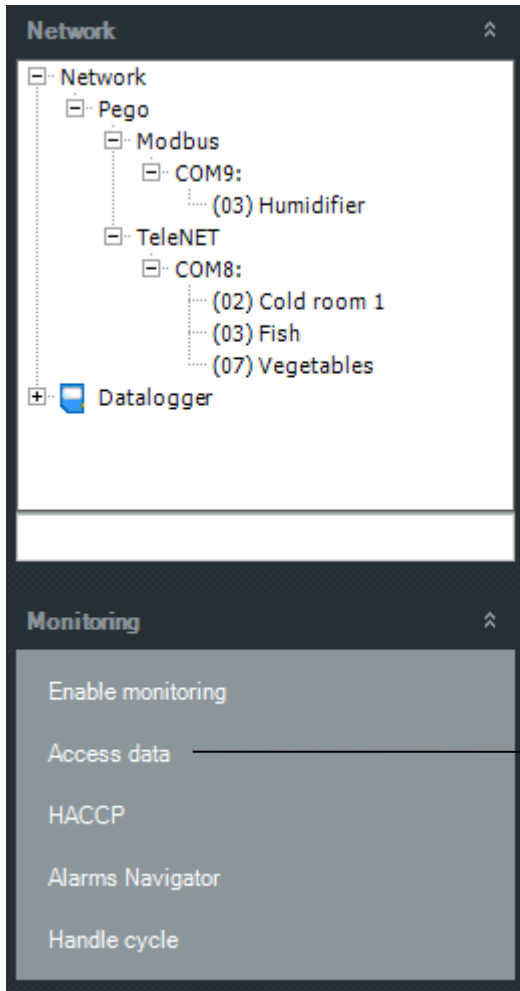 Network
Network
Pego
Modbus
COM9:
(03) Humidifier
TeleNET
COM8:
(02) Cold room 1
(03) Fish
(07) Vegetables
Datalogger
Monitoring
Enable monitoring
Access data
HACCP
Alarms Navigator
Handle cycle